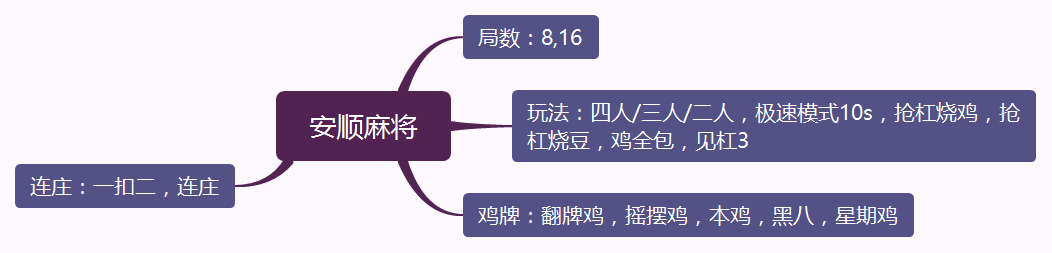 局数：8,16
安顺麻将
玩法：四人/三人/二人，极速模式10s，抢杠烧鸡，抢
杠烧豆，鸡全包，见杠3
连庄：一扣二，连庄
鸡牌：翻牌鸡，摇摆鸡，本鸡，黑八，星期鸡